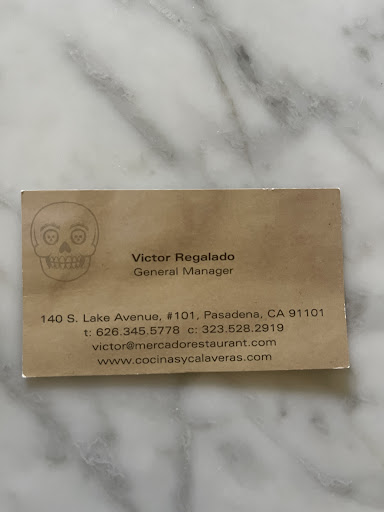 Victor Regalado
General Manager
140 S. Lake Avenue, #101, Pasadena, CA 91101
t: 626.345.5778 c: 323.528.2919
victor@mercadorestaurant.com
www.cocinasycalaveras.com